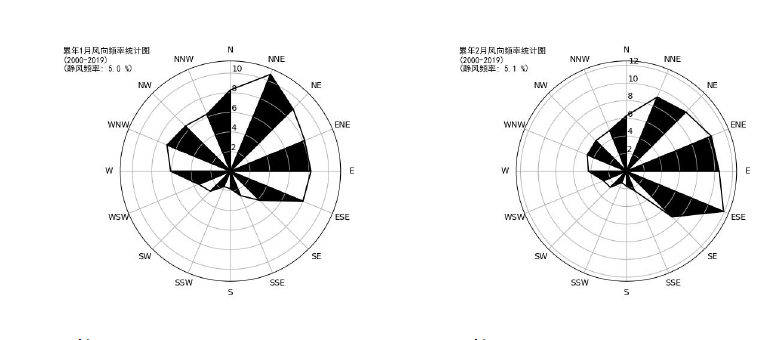 累年1月风向频率统计图
(2000-2019)
(静风频率: 5.0 %)
N
NNE
NE
ENE
E
ESE
SE
SSE
S
SSW
SW
WSW
W
WNW
NW
NNW
10
8
6
4
2
累年2月风向频率统计图
(2000-2019)
(静风频率: 5.1 %)
N
NNE
NE
ENE
E
ESE
SE
SSE
S
SSW
SW
WSW
W
WNW
NW
NNW
12
10
8
6
4
2